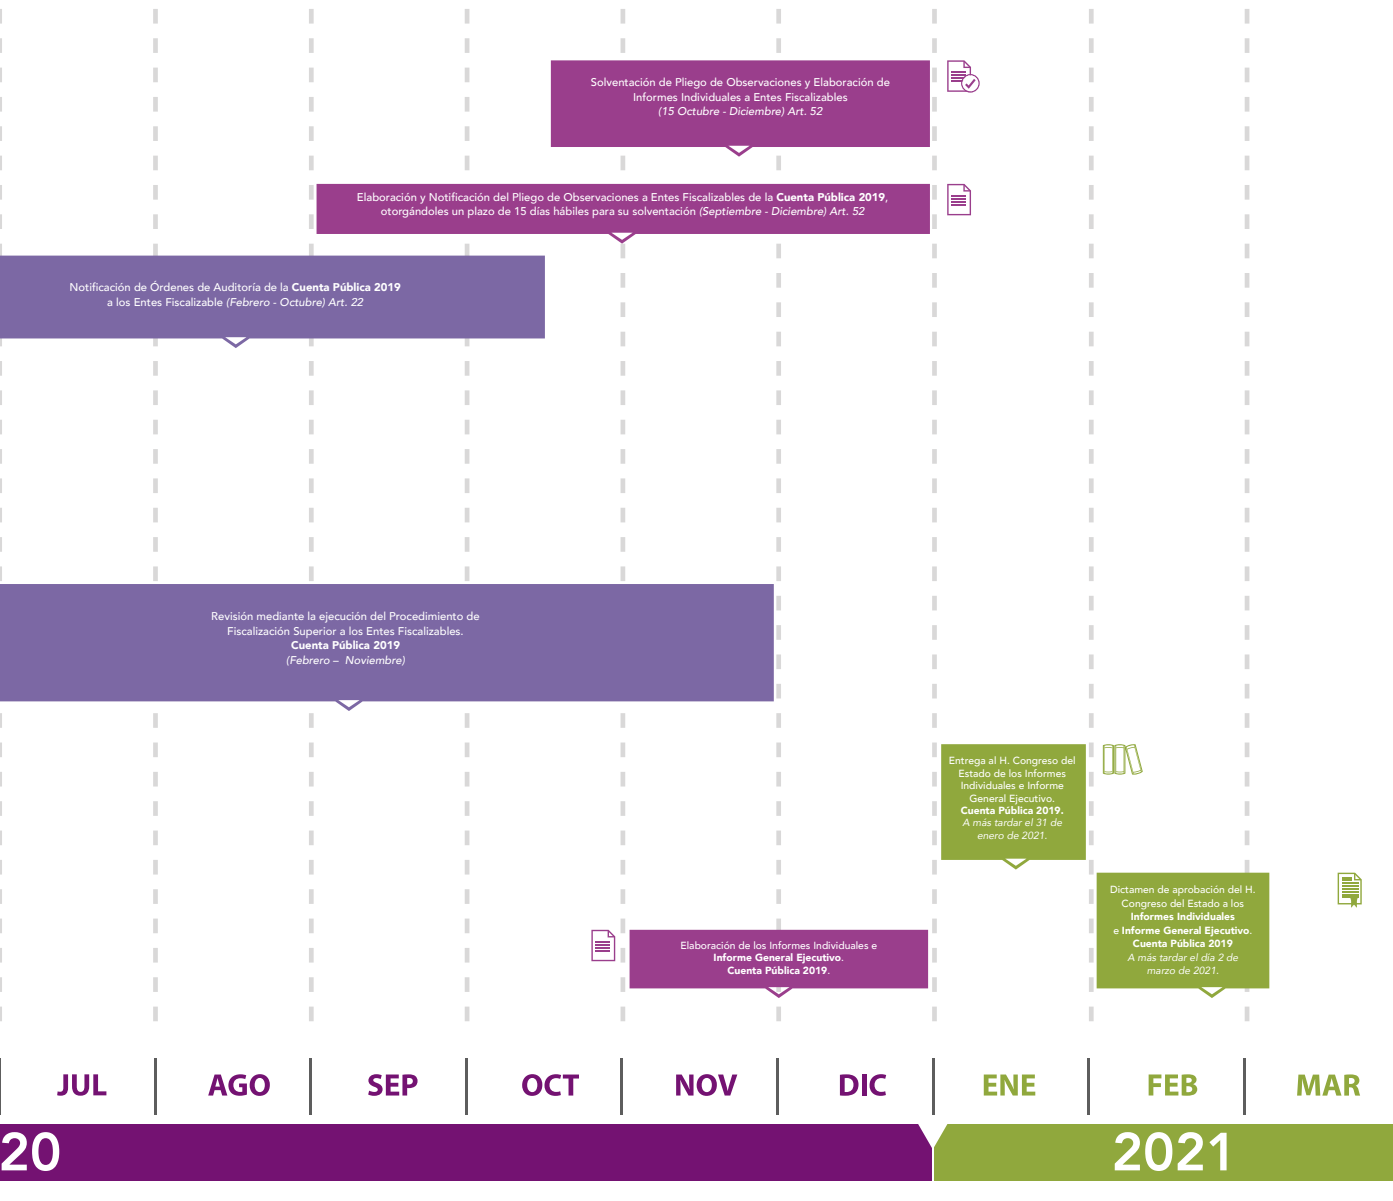 Solventación de Pliego de Observaciones y Elaboración de
Informes Individuales a Entes Fiscalizables
(15 Octubre - Diciembre) Art. 52
Elaboración y Notificación del Pliego de Observaciones a Entes Fiscalizables de la Cuenta Pública 2019,
otorgándoles un plazo de 15 días hábiles para su solventación (Septiembre - Diciembre) Art. 52
Notificación de Órdenes de Auditoría de la Cuenta Pública 2019
a los Entes Fiscalizable (Febrero - Octubre) Art. 22
Revisión mediante la ejecución del Procedimiento de
Fiscalización Superior a los Entes Fiscalizables.
Cuenta Pública 2019
(Febrero – Noviembre)
Entrega al H. Congreso del
Estado de los Informes
Individuales e Informe
General Ejecutivo.
Cuenta Pública 2019.
A más tardar el 31 de
enero de 2021.
Dictamen de aprobación del H.
Congreso del Estado a los
Informes Individuales
e Informe General Ejecutivo.
Cuenta Pública 2019
A más tardar el día 2 de
marzo de 2021.
Elaboración de los Informes Individuales e
Informe General Ejecutivo.
Cuenta Pública 2019.
JUL AGO SEP OCT NOV DIC ENE FEB MAR
20 2021